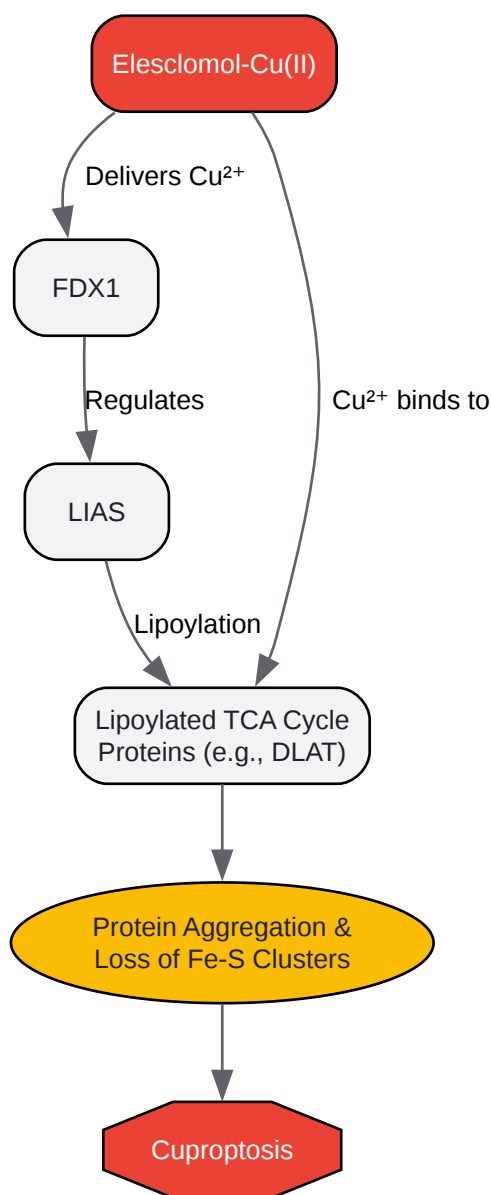 Elesclomol-Cu(II)
Delivers Cu²⁺
FDX1
Regulates
Cu²⁺ binds to
LIAS
Lipoylation
Lipoylated TCA Cycle
Proteins (e.g., DLAT)
Protein Aggregation &
Loss of Fe-S Clusters
Cuproptosis